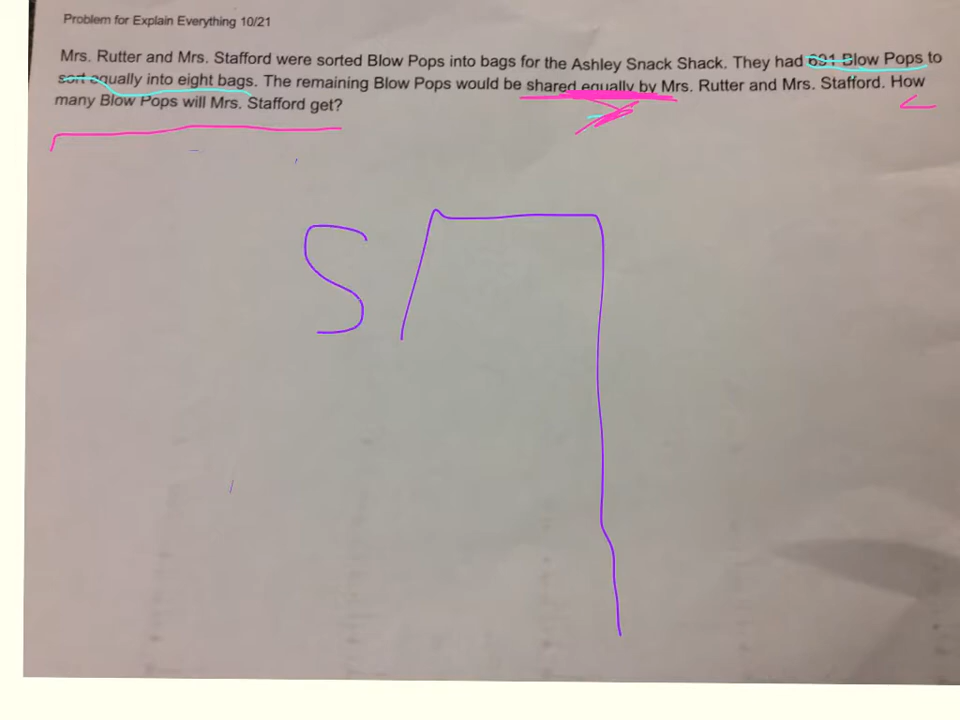 Problem for Explain Everything 10/21
Mrs. Rutter and Mrs. Stafford were sorted Blow Pops into bags for the Ashley Snack Shack. They had 691 Blow Pops to
sort equally into eight bags. The remaining Blow Pops would be shared equally by Mrs. Rutter and Mrs. Stafford. How
many Blow Pops will Mrs. Stafford get?
S